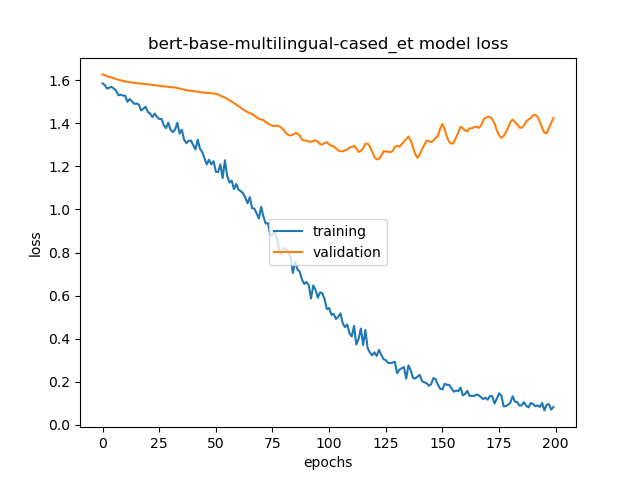 bert-base-multilingual-cased_et model loss
loss
1.6
1.4
1.2
1.0
0.8
0.6
0.4
0.2
0.0
training
validation
0 25 50 75 100 125 150 175 200
epochs